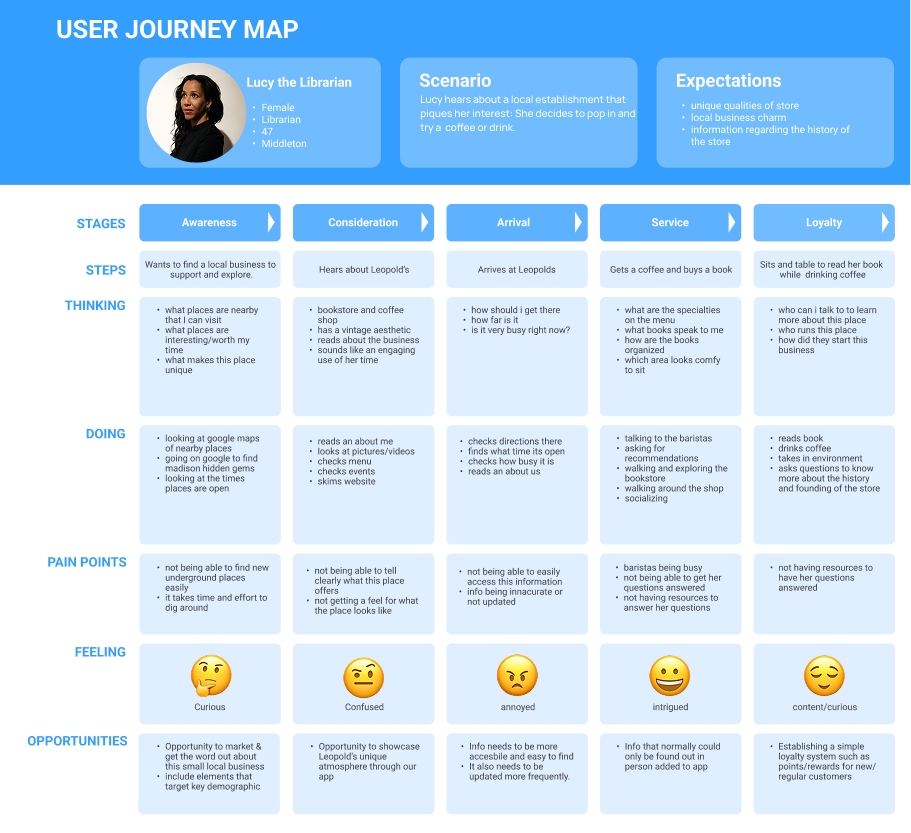 USER JOURNEY MAP
Lucy the Librarian
• Female
• Librarian
• 47
• Middleton
Scenario
Lucy hears about a local establishment that
piques her interest: She decides to pop in and
try a coffee or drink.
Expectations
• unique qualities of store
• local business charm
• information regarding the history of
the store
STAGES
Awareness
Consideration
Arrival
Service
Loyalty
STEPS
Wants to find a local business to
support and explore.
Hears about Leopold's
Arrives at Leopolds
Gets a coffee and buys a book
Sits and table to read her book
while drinking coffee
THINKING
• what places are nearby
that I can visit
• what places are
interesting/worth my
time
• what makes this place
unique
• bookstore and coffee
shop
• has a vintage aesthetic
• reads about the business
• sounds like an engaging
use of her time
• how should i get there
• how far is it
• is it very busy right now?
• what are the specialties
on the menu
• what books speak to me
• how are the books
organized
• which area looks comfy
to sit
• who can i talk to to learn
more about this place
• who runs this place
• how did they start this
business
DOING
• looking at google maps
of nearby places
• going on google to find
madison hidden gems
• looking at the times
places are open
• reads an about me
• looks at pictures/videos
• checks menu
• checks events
• skims website
• checks directions there
• finds what time its open
• checks how busy it is
• reads an about us
• talking to the baristas
• asking for
recommendations
• walking and exploring the
bookstore
• walking around the shop
• socializing
• reads book
• drinks coffee
• takes in environment
• asks questions to know
more about the history
and founding of the store
PAIN POINTS
• not being able to find new
underground places
easily
• it takes time and effort to
dig around
• not being able to tell
clearly what this place
offers
• not getting a feel for what
the place looks like
• not being able to easily
access this information
• info being innacurate or
not updated
• baristas being busy
• not being able to get her
questions answered
• not having resources to
answer her questions
• not having resources to
have her questions
answered
FEELING
Curious
Confused
annoyed
intrigued
content/curious
OPPORTUNITIES
• Opportunity to market &
get the word out about
this small local business
• include elements that
target key demographic
• Opportunity to showcase
Leopold's unique
atmosphere through our
app
• Info needs to be more
accesbile and easy to find
• It also needs to be
updated more frequently.
• Info that normally could
only be found out in
person added to app
• Establishing a simple
loyalty system such as
points/rewards for new/
regular customers